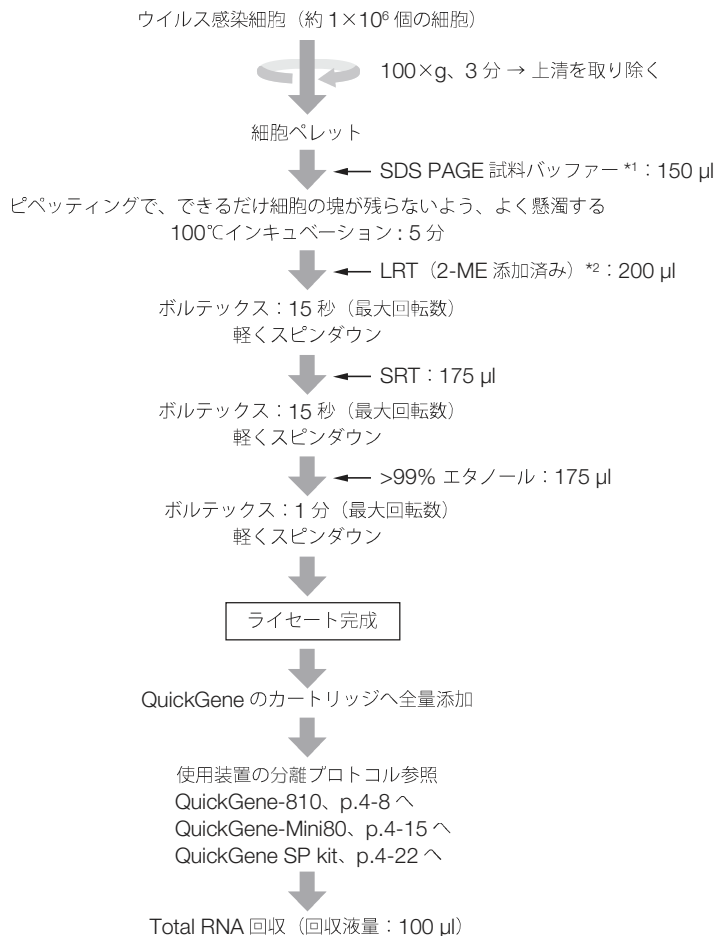 ウイルス感染細胞（約 1×10⁶ 個の細胞）
100×g、3 分 → 上清を取り除く
細胞ペレット
SDS PAGE 試料バッファー *1：150 µl
ピペッティングで、できるだけ細胞の塊が残らないよう、よく懸濁する
100℃インキュベーション : 5 分
LRT（2-ME 添加済み）*2：200 µl
ボルテックス：15 秒（最大回転数）
軽くスピンダウン
SRT：175 µl
ボルテックス：15 秒（最大回転数）
軽くスピンダウン
>99% エタノール：175 µl
ボルテックス：1 分（最大回転数）
軽くスピンダウン
ライセート完成
QuickGene のカートリッジへ全量添加
使用装置の分離プロトコル参照
QuickGene-810、p.4-8 へ
QuickGene-Mini80、p.4-15 へ
QuickGene SP kit、p.4-22 へ
Total RNA 回収（回収液量：100 µl）